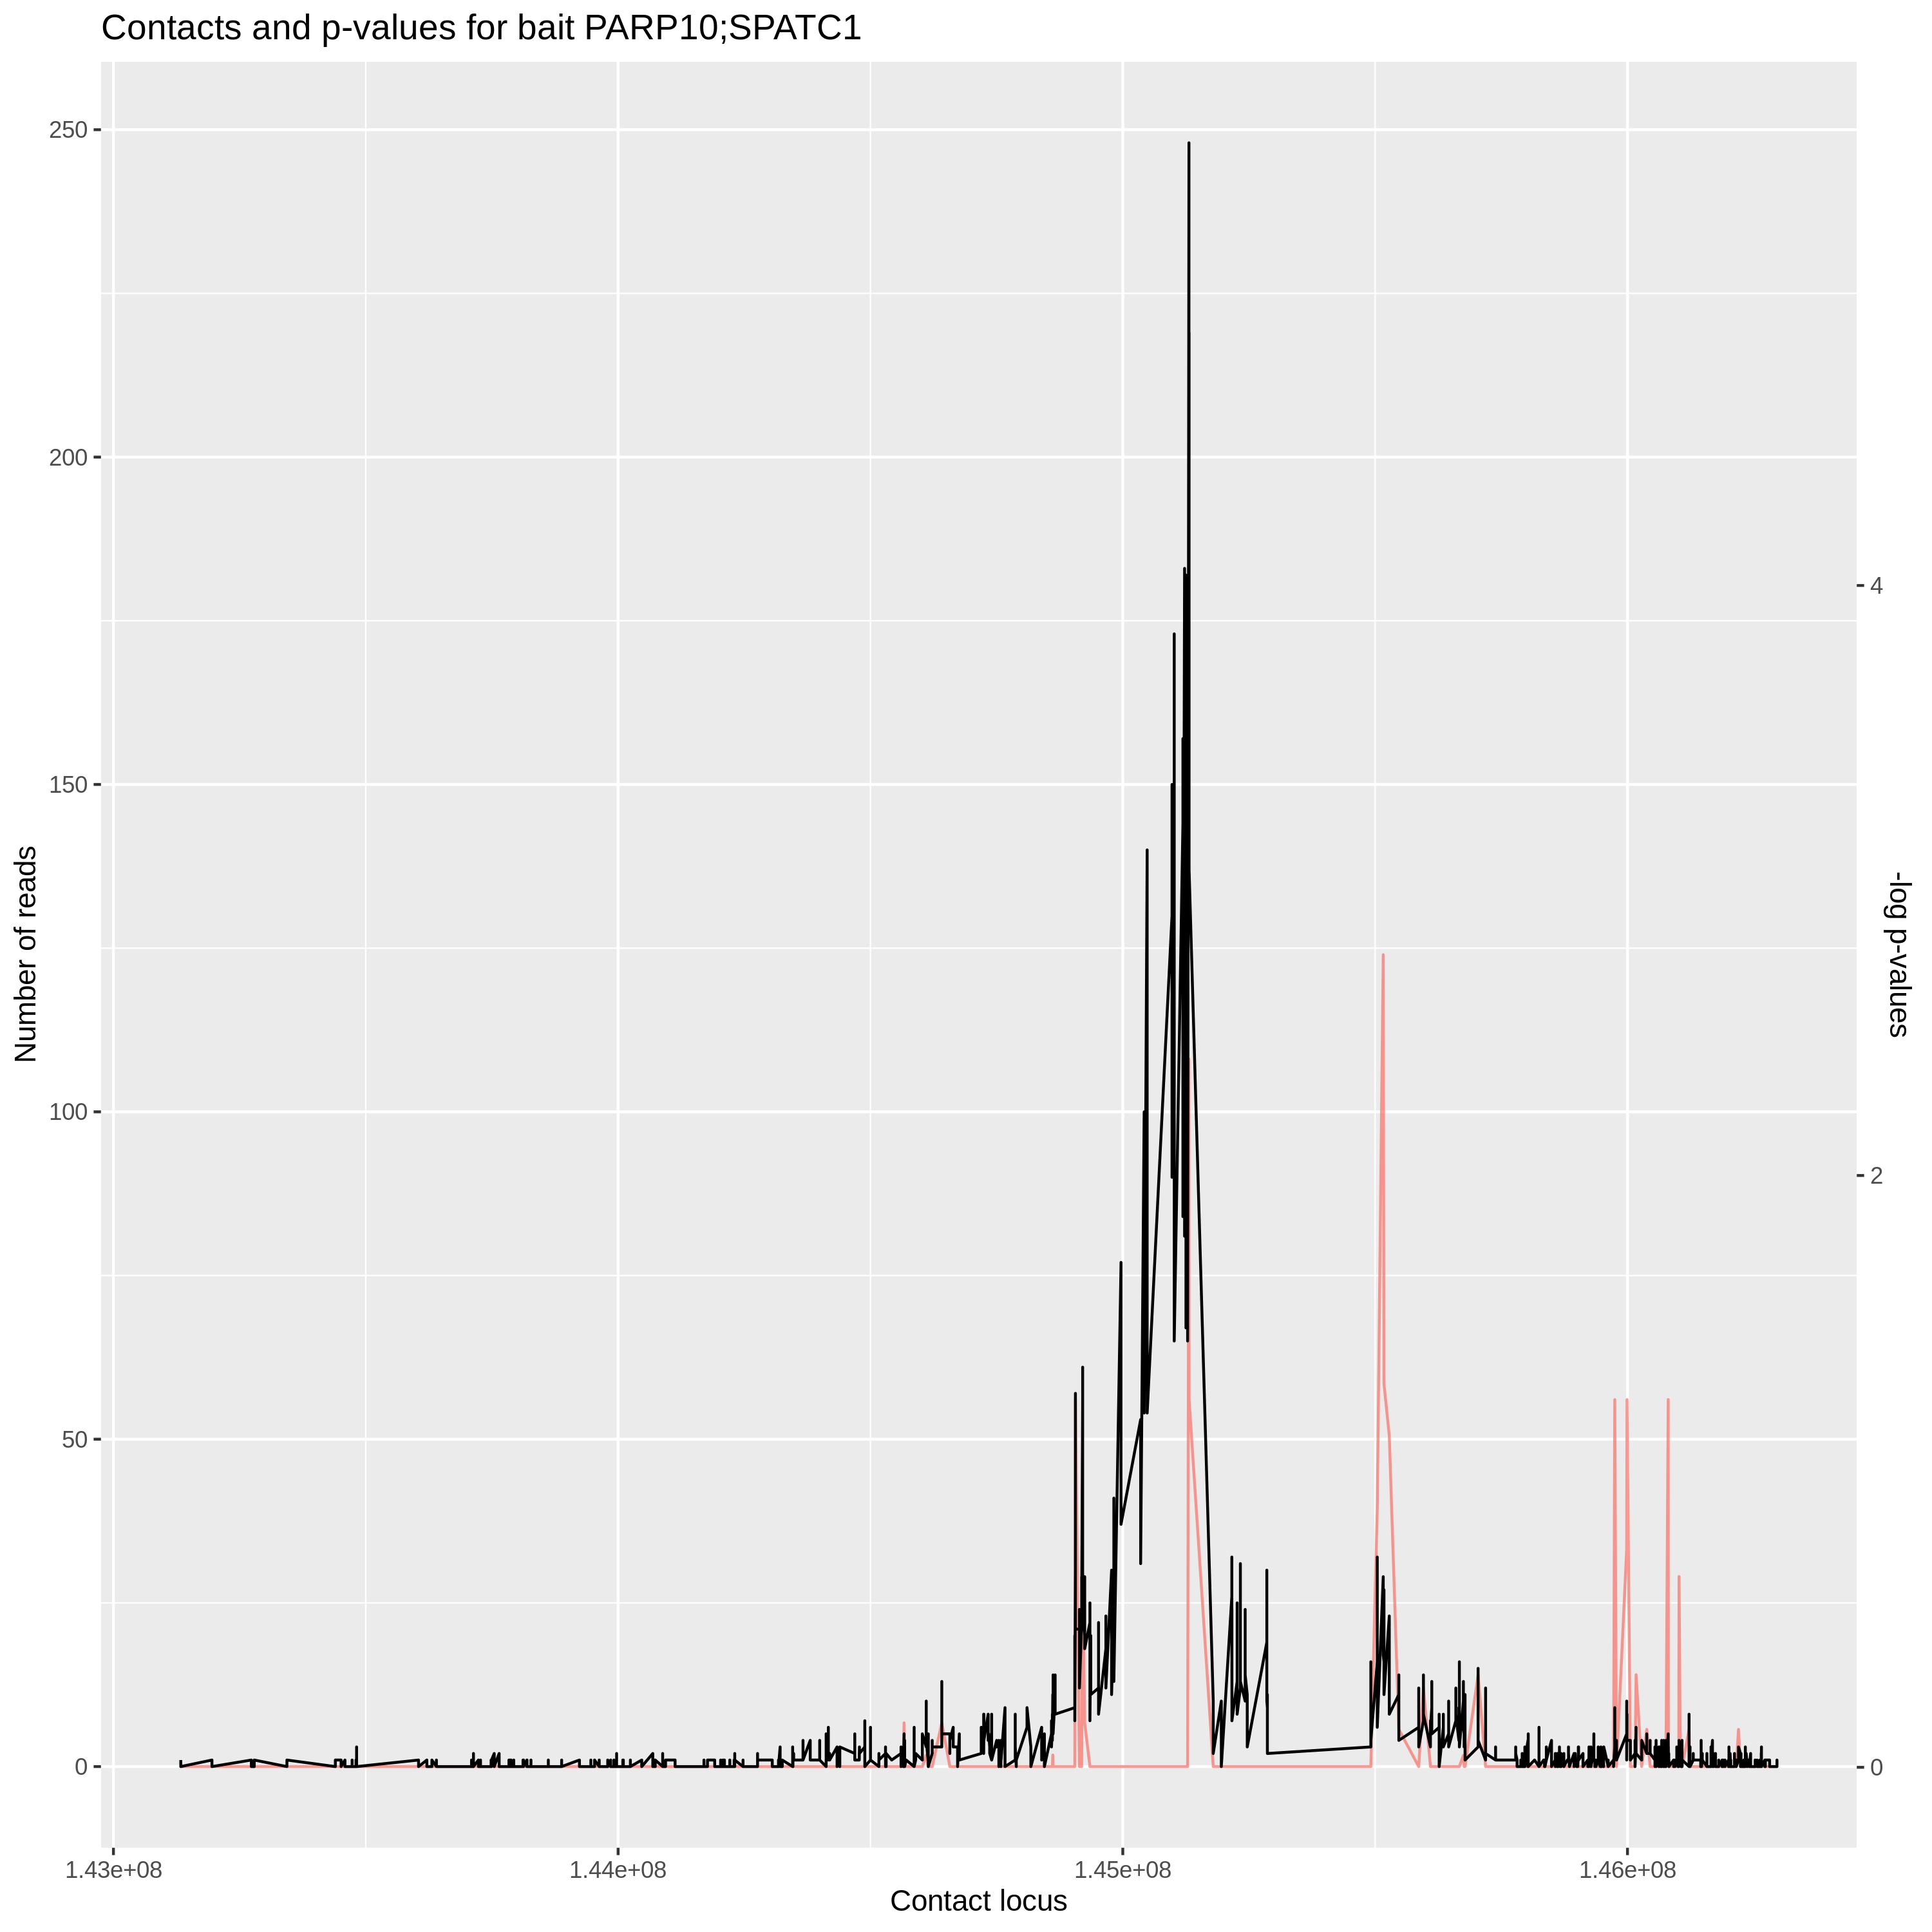 Contacts and p-values for bait PARP10;SPATC1
250
200
150
100
50
0
Number of reads
4
2
0
-log p-values
1.43e+08
1.44e+08
1.45e+08
1.46e+08
Contact locus